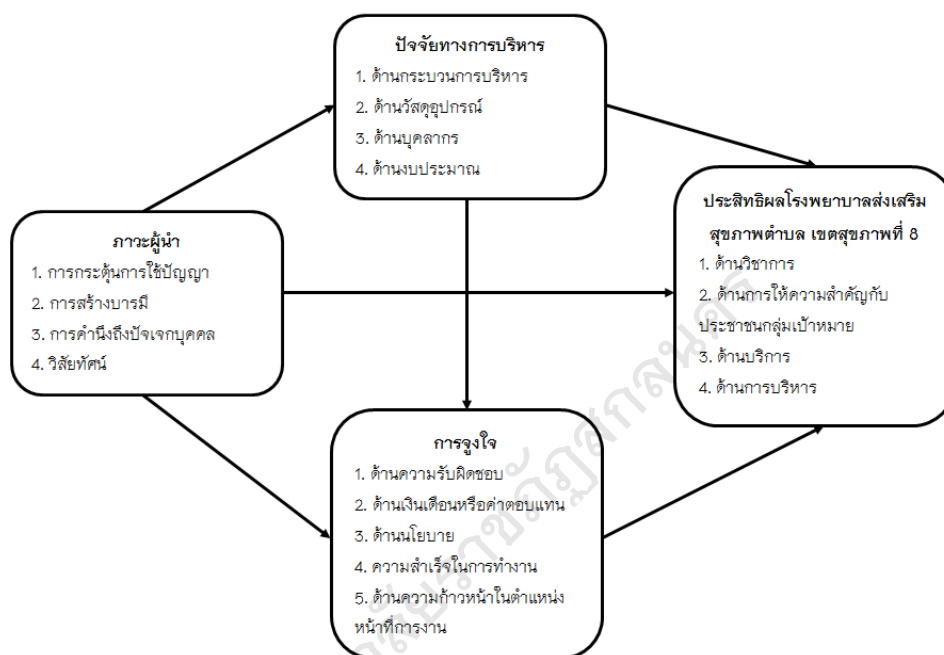 ปัจจัยทางการบริหาร
1. ด้านกระบวนการบริหาร
2. ด้านวัสดุอุปกรณ์
3. ด้านบุคลากร
4. ด้านงบประมาณ
ภาวะผู้นำ
1. การกระตุ้นการใช้ปัญญา
2. การสร้างบารมี
3. การคำนึงถึงปัจเจกบุคคล
4. วิสัยทัศน์
ประสิทธิผลโรงพยาบาลส่งเสริม
สุขภาพตำบล เขตสุขภาพที่ 8
1. ด้านวิชาการ
2. ด้านการให้ความสำคัญกับ
ประชาชนกลุ่มเป้าหมาย
3. ด้านบริการ
4. ด้านการบริหาร
การจูงใจ
1. ด้านความรับผิดชอบ
2. ด้านเงินเดือนหรือค่าตอบแทน
3. ด้านนโยบาย
4. ความสำเร็จในการทำงาน
5. ด้านความก้าวหน้าในตำแหน่ง
หน้าที่การงาน